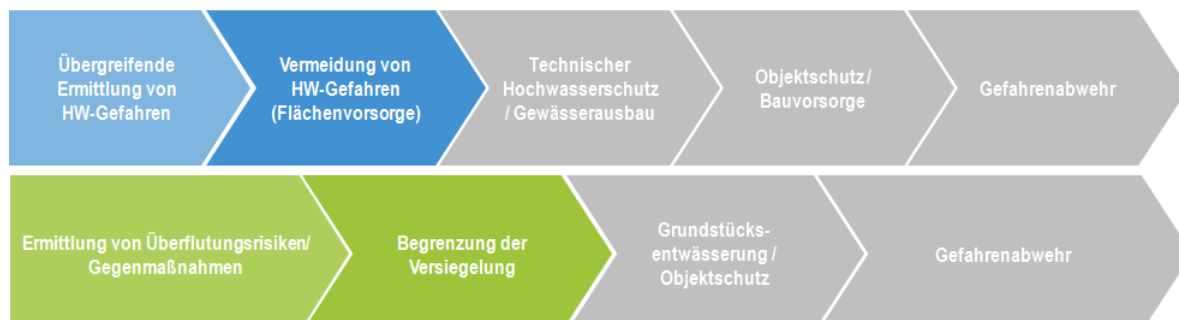 Übergreifende
Ermittlung von
HW-Gefahren
Vermeidung von
HW-Gefahren
(Flächenvorsorge)
Technischer
Hochwasserschutz
/ Gewässerausbau
Objektschutz /
Bauvorsorge
Gefahrenabwehr
Ermittlung von Überflutungsrisiken/
Gegenmaßnahmen
Begrenzung der
Versiegelung
Grundstücks-
entwässerung /
Objektschutz
Gefahrenabwehr